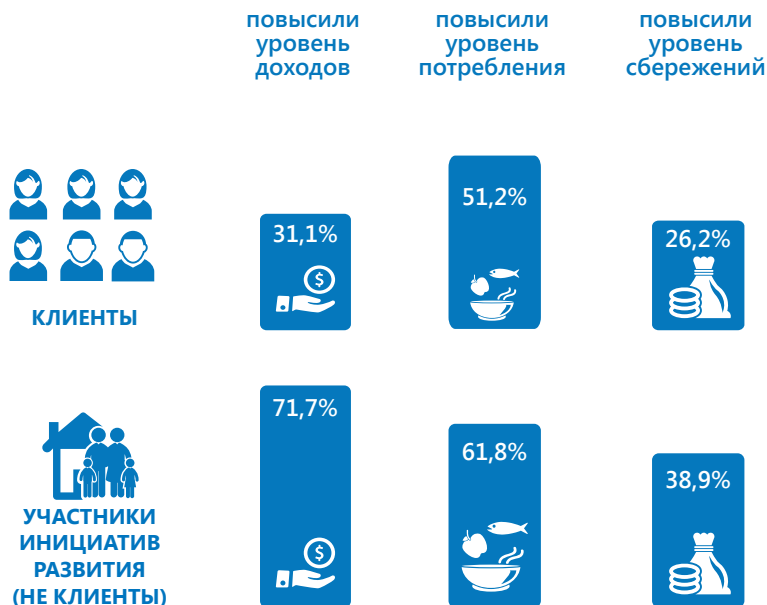 повысили
уровень
доходов
повысили
уровень
потребления
повысили
уровень
сбережений
31,1%
51,2%
26,2%
КЛИЕНТЫ
71,7%
61,8%
38,9%
УЧАСТНИКИ
ИНИЦИАТИВ
РАЗВИТИЯ
(НЕ КЛИЕНТЫ)